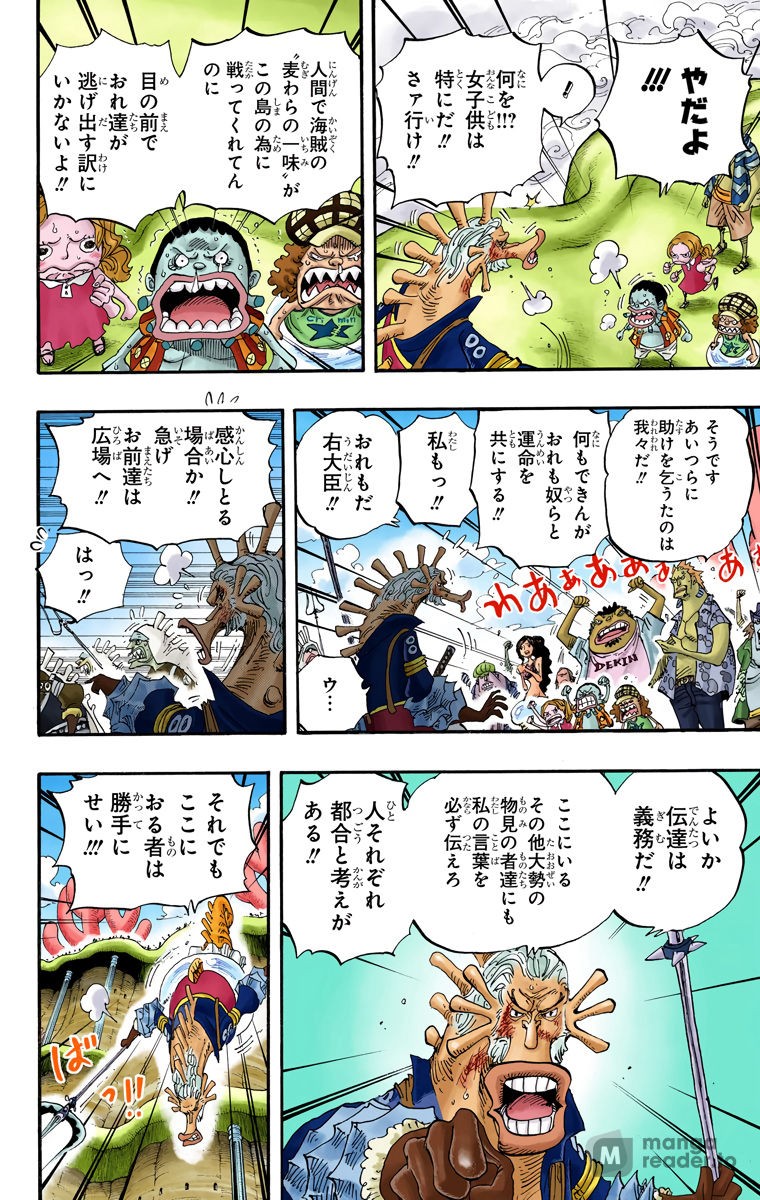 やだよ
!!!
何を!!?
女子供は
特にだ!!
さァ行け!!
人間で海賊の
“麦わらの一味”が
この島の為に
戦ってくれてん
のに
目の前で
おれ達が
逃げ出す訳に
いかないよ!!
Crimin
そうです
あいつらに
助けを乞うたのは
我々だ!!
何もできんが
おれも奴らと
運命を
共にする!!
私もっ!!
おれもだ
右大臣!!
わあぁあぁあぁ
DEKIN
ウ…
感心しとる
場合か!!
急げ
お前達は
広場へ!!
はっ!!
よいか
伝達は
義務だ!!
ここにいる
その他大勢の
物見の者達にも
私の言葉を
必ず伝えろ
人それぞれ
都合と考えが
ある!!
それでも
ここに
おる者は
勝手に
せい!!!
ばっ!!
M
manga
readerito